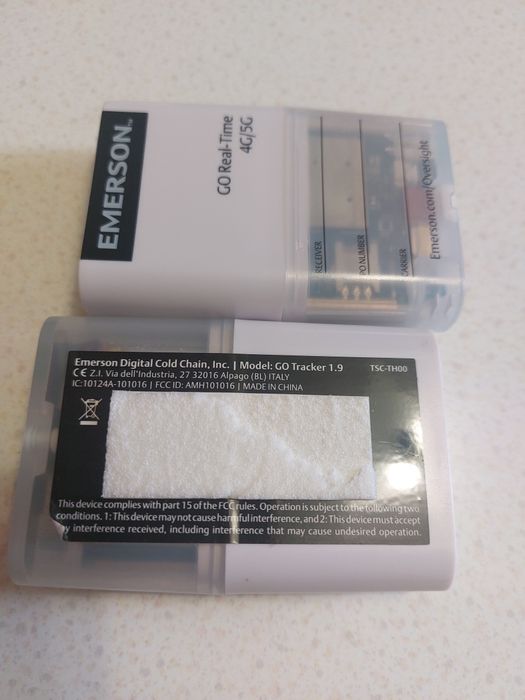 EMERSON™
GO Real-Time
4G/5G
RECEIVER
PO NUMBER
CARRIER
Emerson.com/Oversight
Emerson Digital Cold Chain, Inc. | Model: GO Tracker 1.9
TSC-TH00
CE Z.I. Via dell'Industria, 27 32016 Alpago (BL) ITALY
IC:10124A-101016 | FCC ID: AMH101016 | MADE IN CHINA
This device complies with part 15 of the FCC rules. Operation is subject to the following two
conditions. 1: This device may not cause harmful interference, and 2: This device must accept
any interference received, including interference that may cause undesired operation.